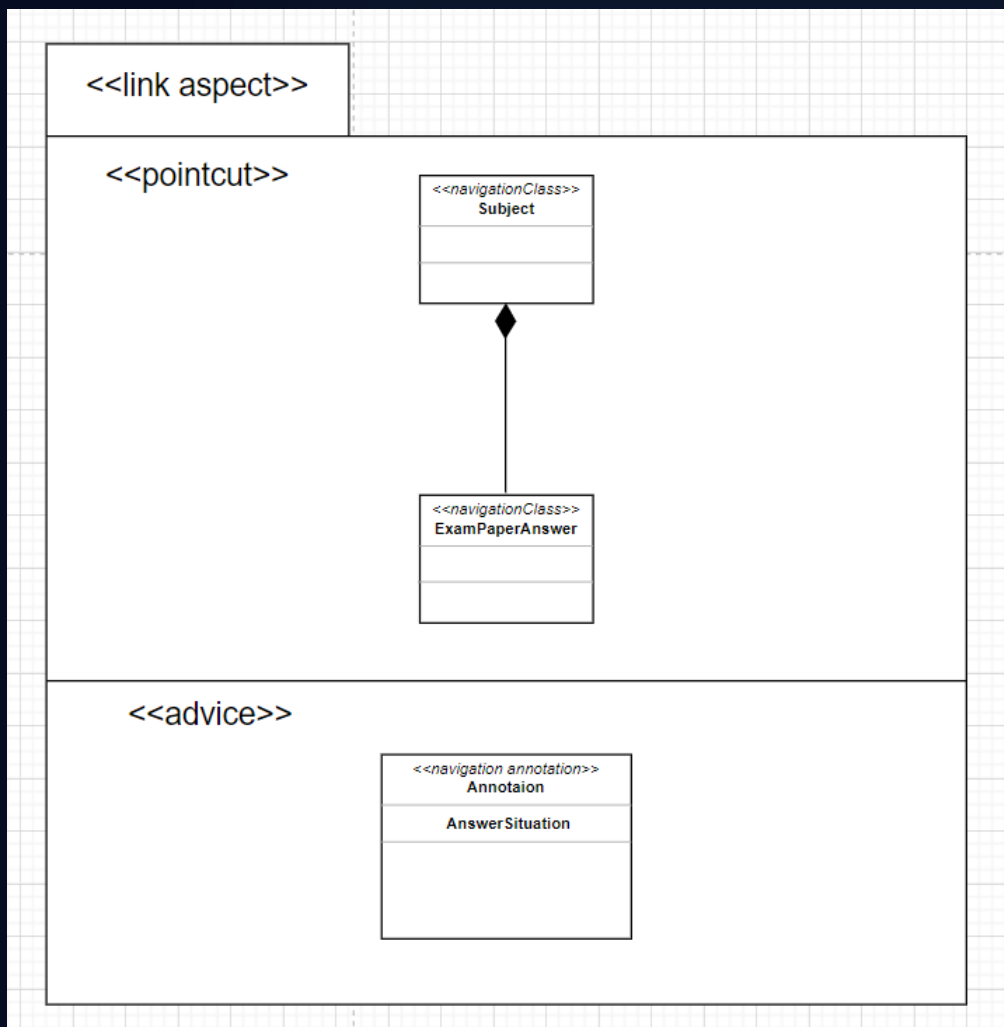 <<link aspect>>
<<pointcut>>
<<navigationClass>>
Subject
<<navigationClass>>
ExamPaperAnswer
<<advice>>
<<navigation annotation>>
Annotaion
AnswerSituation